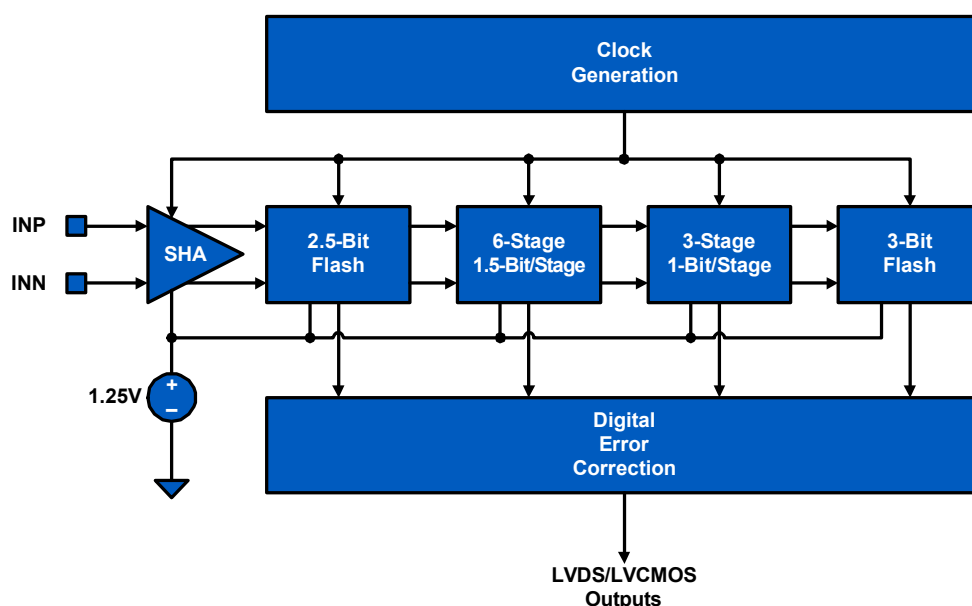 Clock
Generation
INP
INN
SHA
2.5-Bit
Flash
6-Stage
1.5-Bit/Stage
3-Stage
1-Bit/Stage
3-Bit
Flash
1.25V
+
–
Digital
Error
Correction
LVDS/LVCMOS
Outputs